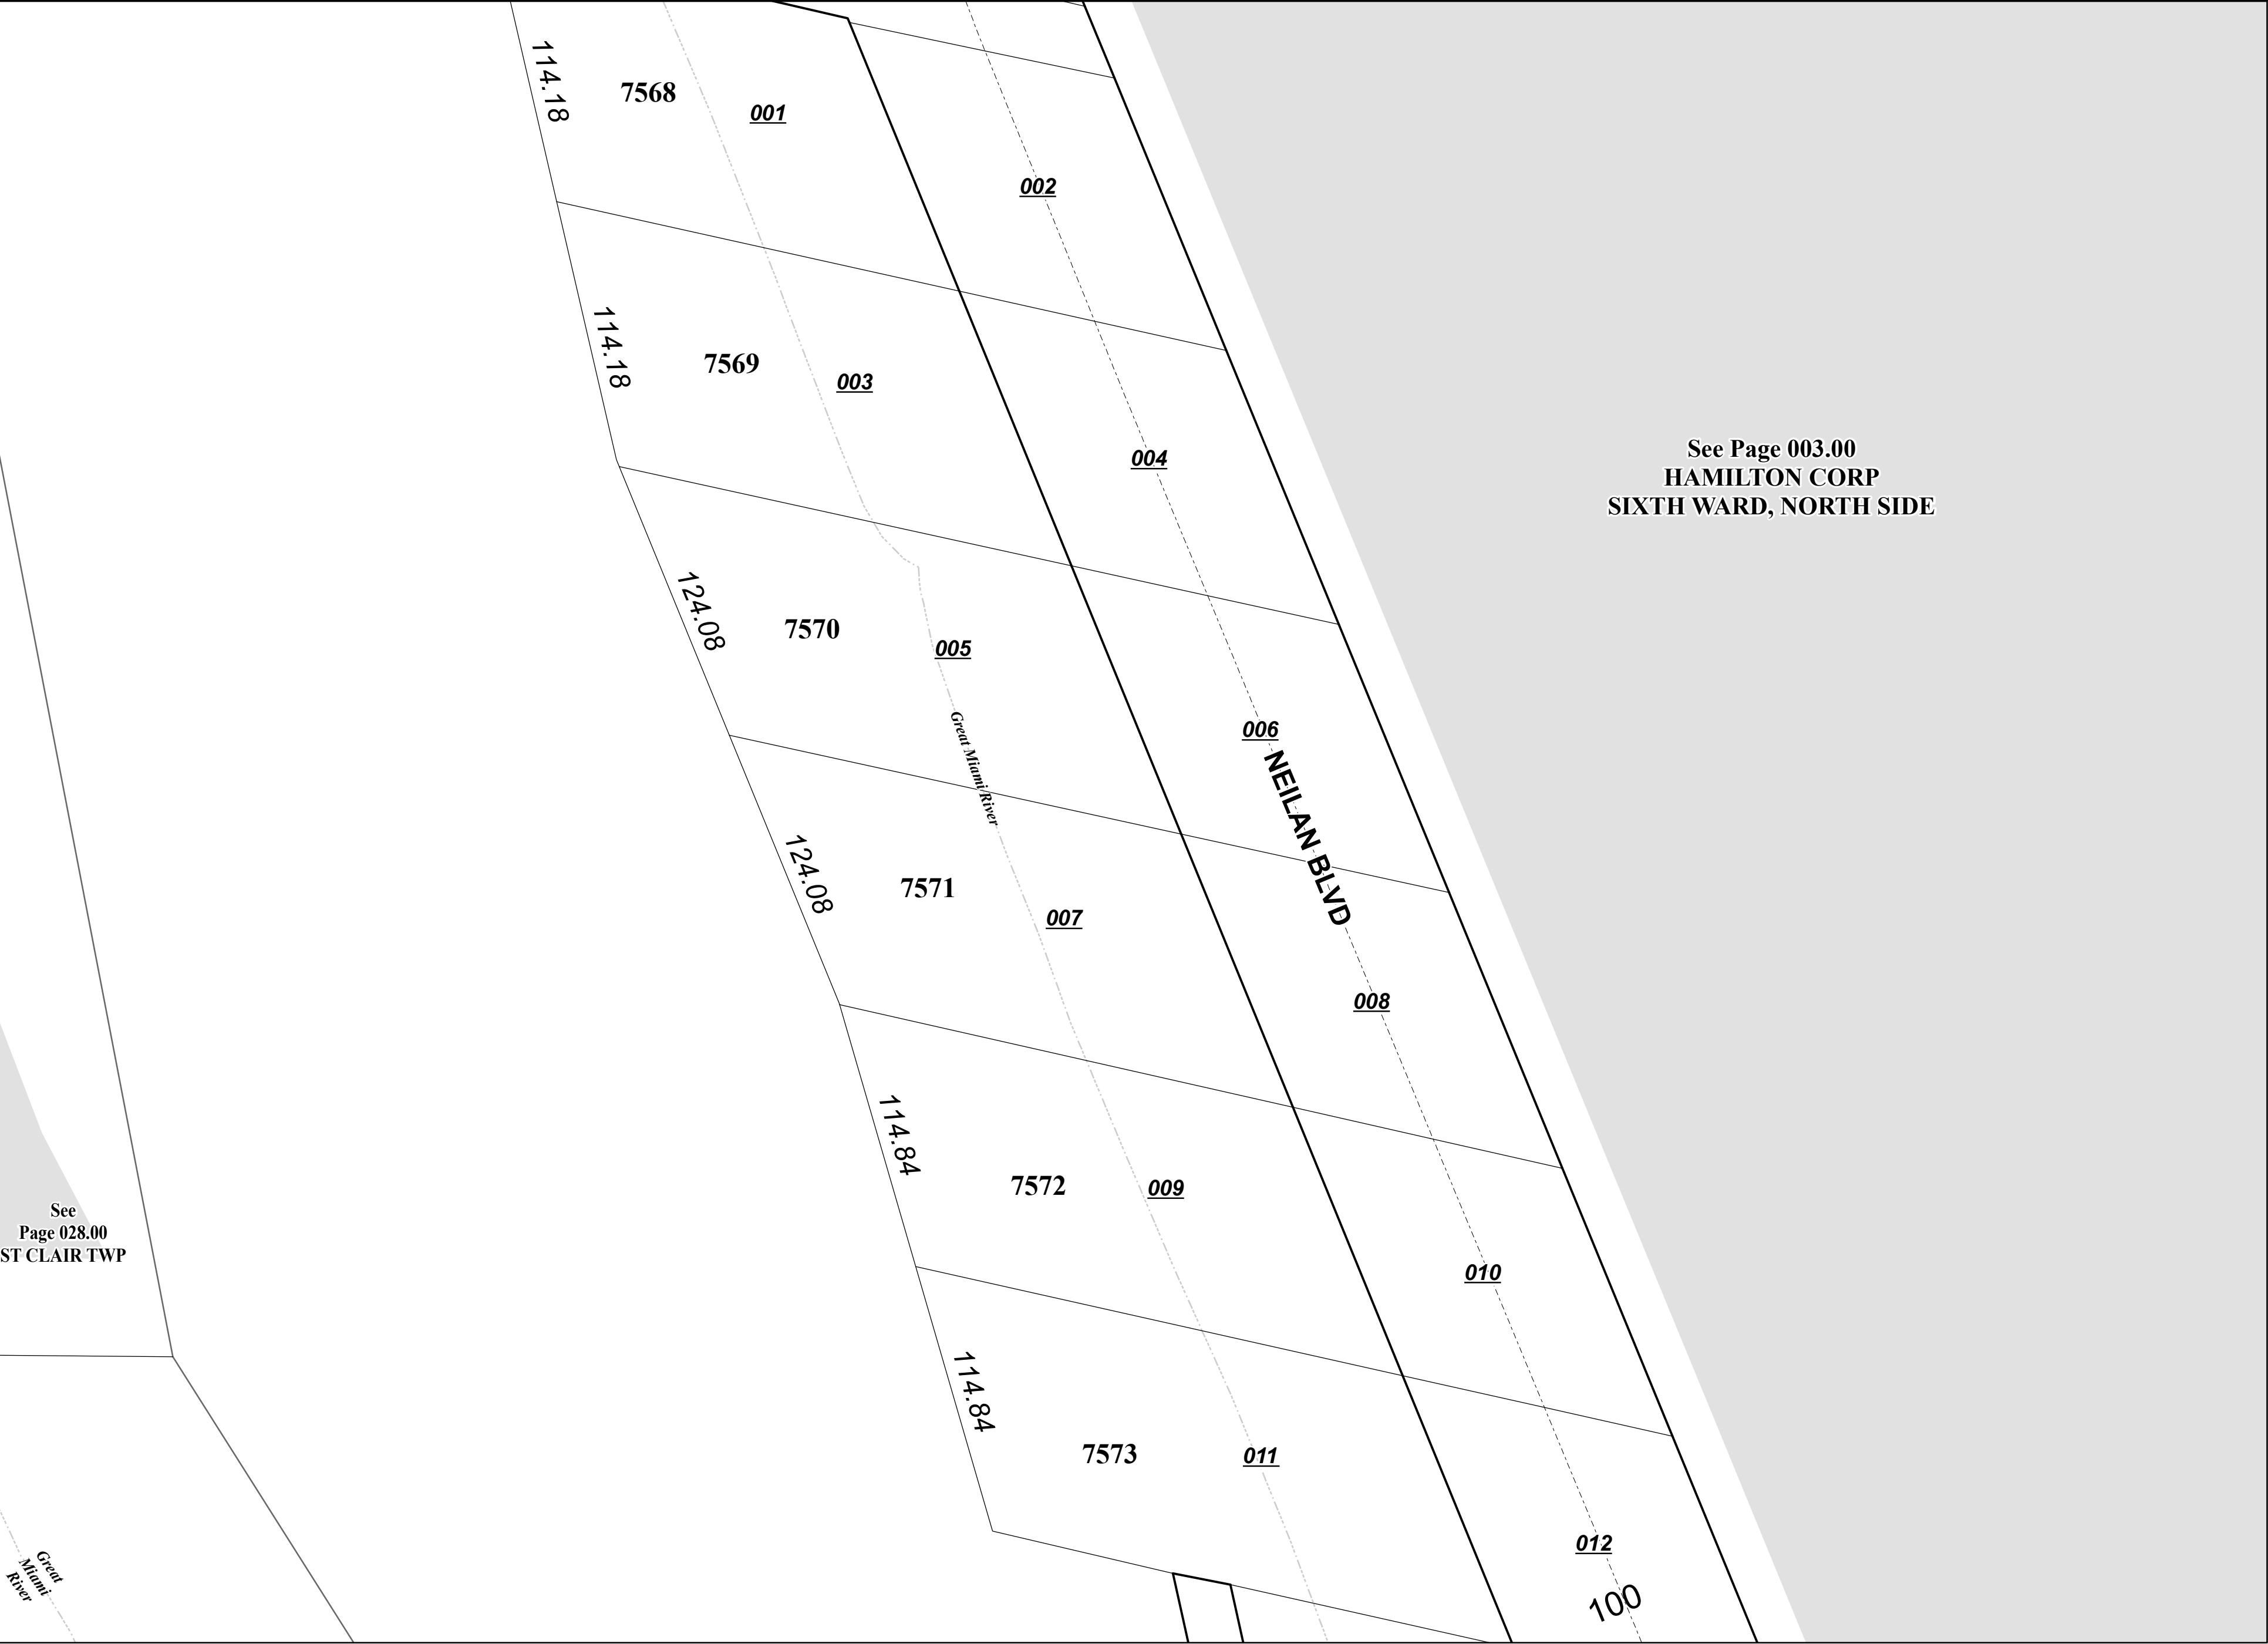 114.18
7568
001
002
114.18
7569
003
004
See Page 003.00
HAMILTON CORP
SIXTH WARD, NORTH SIDE
124.08
7570
005
006
Great Miami River
NEILAN BLVD
124.08
7571
007
008
114.84
7572
009
010
See
Page 028.00
ST CLAIR TWP
114.84
7573
011
012
100
Great
Miami
River